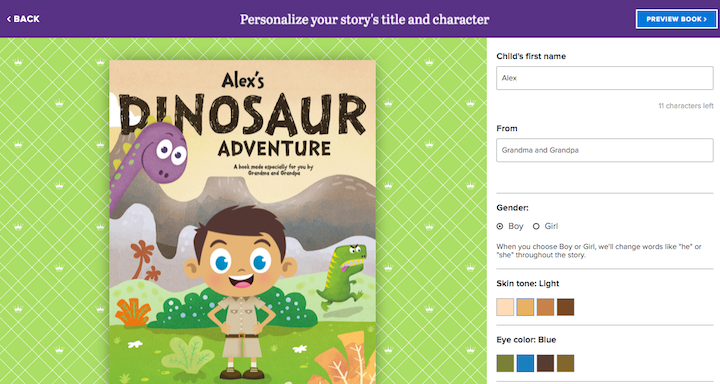 BACK
Personalize your story's title and character
PREVIEW BOOK
Alex's
DINOSAUR
ADVENTURE
A book made especially for you by
Grandma and Grandpa
Child's first name
Alex
11 characters left
From
Grandma and Grandpa
Gender:
Boy Girl
When you choose Boy or Girl, we'll change words like "he" or
"she" throughout the story.
Skin tone: Light
Eye color: Blue